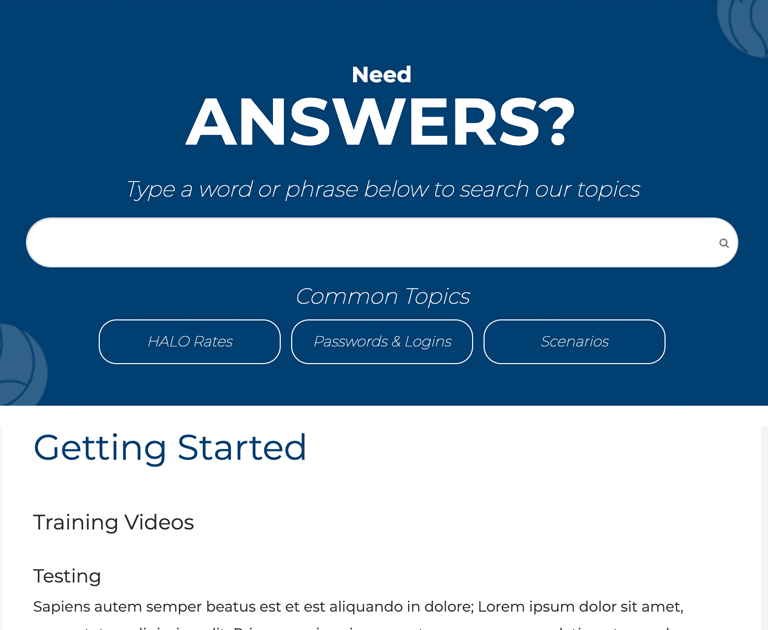 Need
ANSWERS?
Type a word or phrase below to search our topics
Common Topics
HALO Rates
Passwords & Logins
Scenarios
Getting Started
Training Videos
Testing
Sapiens autem semper beatus est et est aliquando in dolore; Lorem ipsum dolor sit amet,